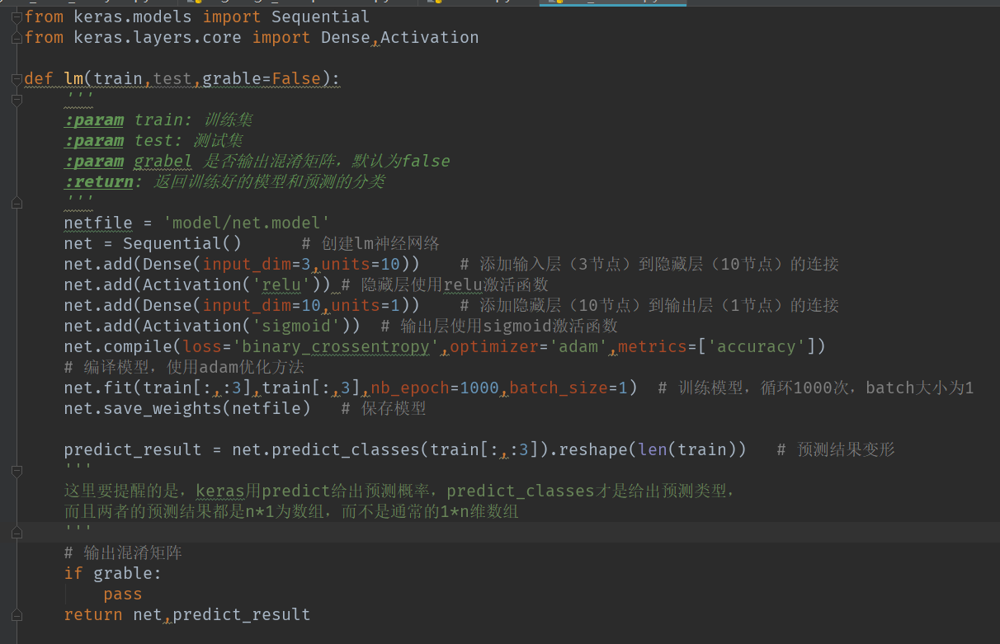 from keras.models import Sequential
from keras.layers.core import Dense,Activation
def lm(train,test,grable=False):
'''
:param train: 训练集
:param test: 测试集
:param grabel 是否输出混淆矩阵，默认为false
:return: 返回训练好的模型和预测的分类
'''
netfile = 'model/net.model'
net = Sequential()      # 创建lm神经网络
net.add(Dense(input_dim=3,units=10))    # 添加输入层（3节点）到隐藏层（10节点）的连接
net.add(Activation('relu')) # 隐藏层使用relu激活函数
net.add(Dense(input_dim=10,units=1))    # 添加隐藏层（10节点）到输出层（1节点）的连接
net.add(Activation('sigmoid'))  # 输出层使用sigmoid激活函数
net.compile(loss='binary_crossentropy',optimizer='adam',metrics=['accuracy'])
# 编译模型，使用adam优化方法
net.fit(train[:,:3],train[:,3],nb_epoch=1000,batch_size=1)  # 训练模型，循环1000次，batch大小为1
net.save_weights(netfile)   # 保存模型
predict_result = net.predict_classes(train[:,:3]).reshape(len(train))   # 预测结果变形
'''
这里要提醒的是，keras用predict给出预测概率，predict_classes才是给出预测类型，
而且两者的预测结果都是n*1为数组，而不是通常的1*n维数组
'''
# 输出混淆矩阵
if grable:
pass
return net,predict_result